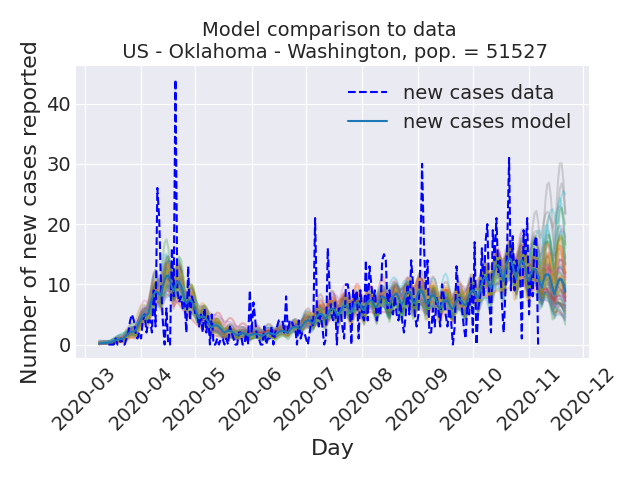 Model comparison to data
US - Oklahoma - Washington, pop. = 51527
Number of new cases reported
40
30
20
10
0
new cases data
new cases model
2020-03
2020-04
2020-05
2020-06
2020-07
2020-08
2020-09
2020-10
2020-11
2020-12
Day